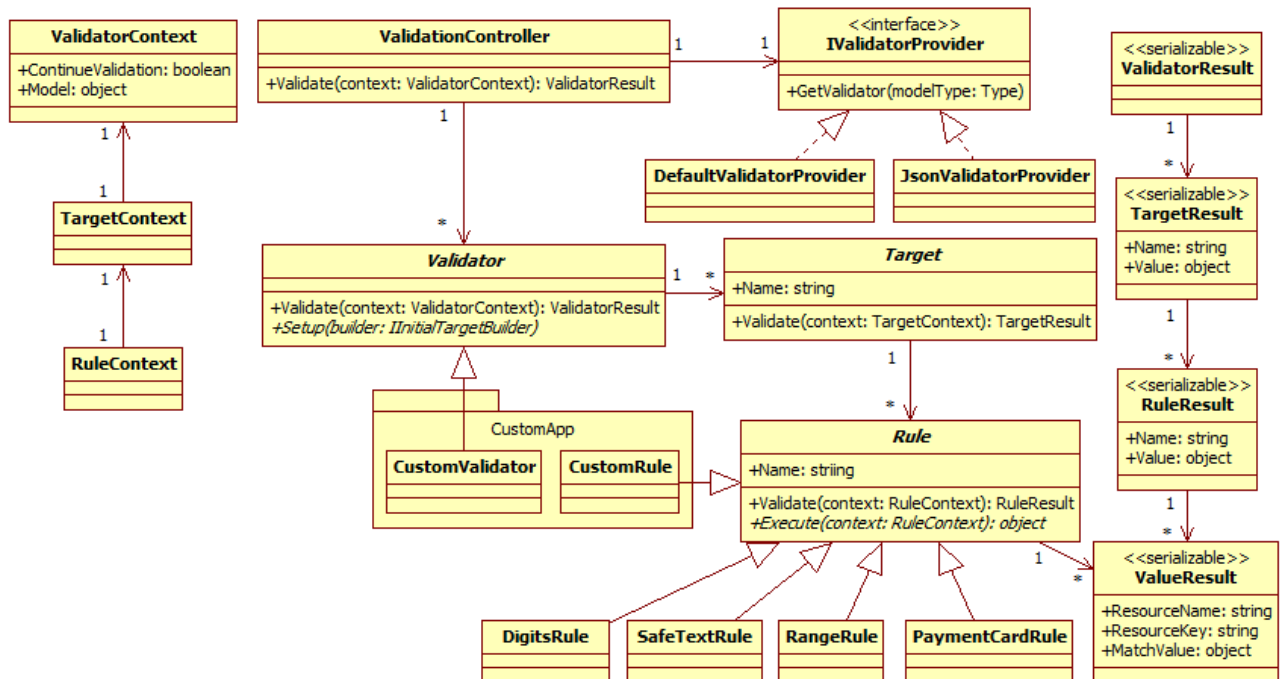 ValidatorContext
+ContinueValidation: boolean
+Model: object
1
1
TargetContext
1
1
RuleContext
ValidationController
+Validate(context: ValidatorContext): ValidatorResult
1
1
1
*
<<interface>>
IValidatorProvider
+GetValidator(modelType: Type)
DefaultValidatorProvider
JsonValidatorProvider
Validator
+Validate(context: ValidatorContext): ValidatorResult
+Setup(builder: IInitialTargetBuilder)
1
*
Target
+Name: string
+Validate(context: TargetContext): TargetResult
1
*
CustomApp
CustomValidator
CustomRule
Rule
+Name: striing
+Validate(context: RuleContext): RuleResult
+Execute(context: RuleContext): object
1
*
DigitsRule
SafeTextRule
RangeRule
PaymentCardRule
<<serializable>>
ValidatorResult
1
*
<<serializable>>
TargetResult
+Name: string
+Value: object
1
*
<<serializable>>
RuleResult
+Name: string
+Value: object
1
*
<<serializable>>
ValueResult
+ResourceName: string
+ResourceKey: string
+MatchValue: object